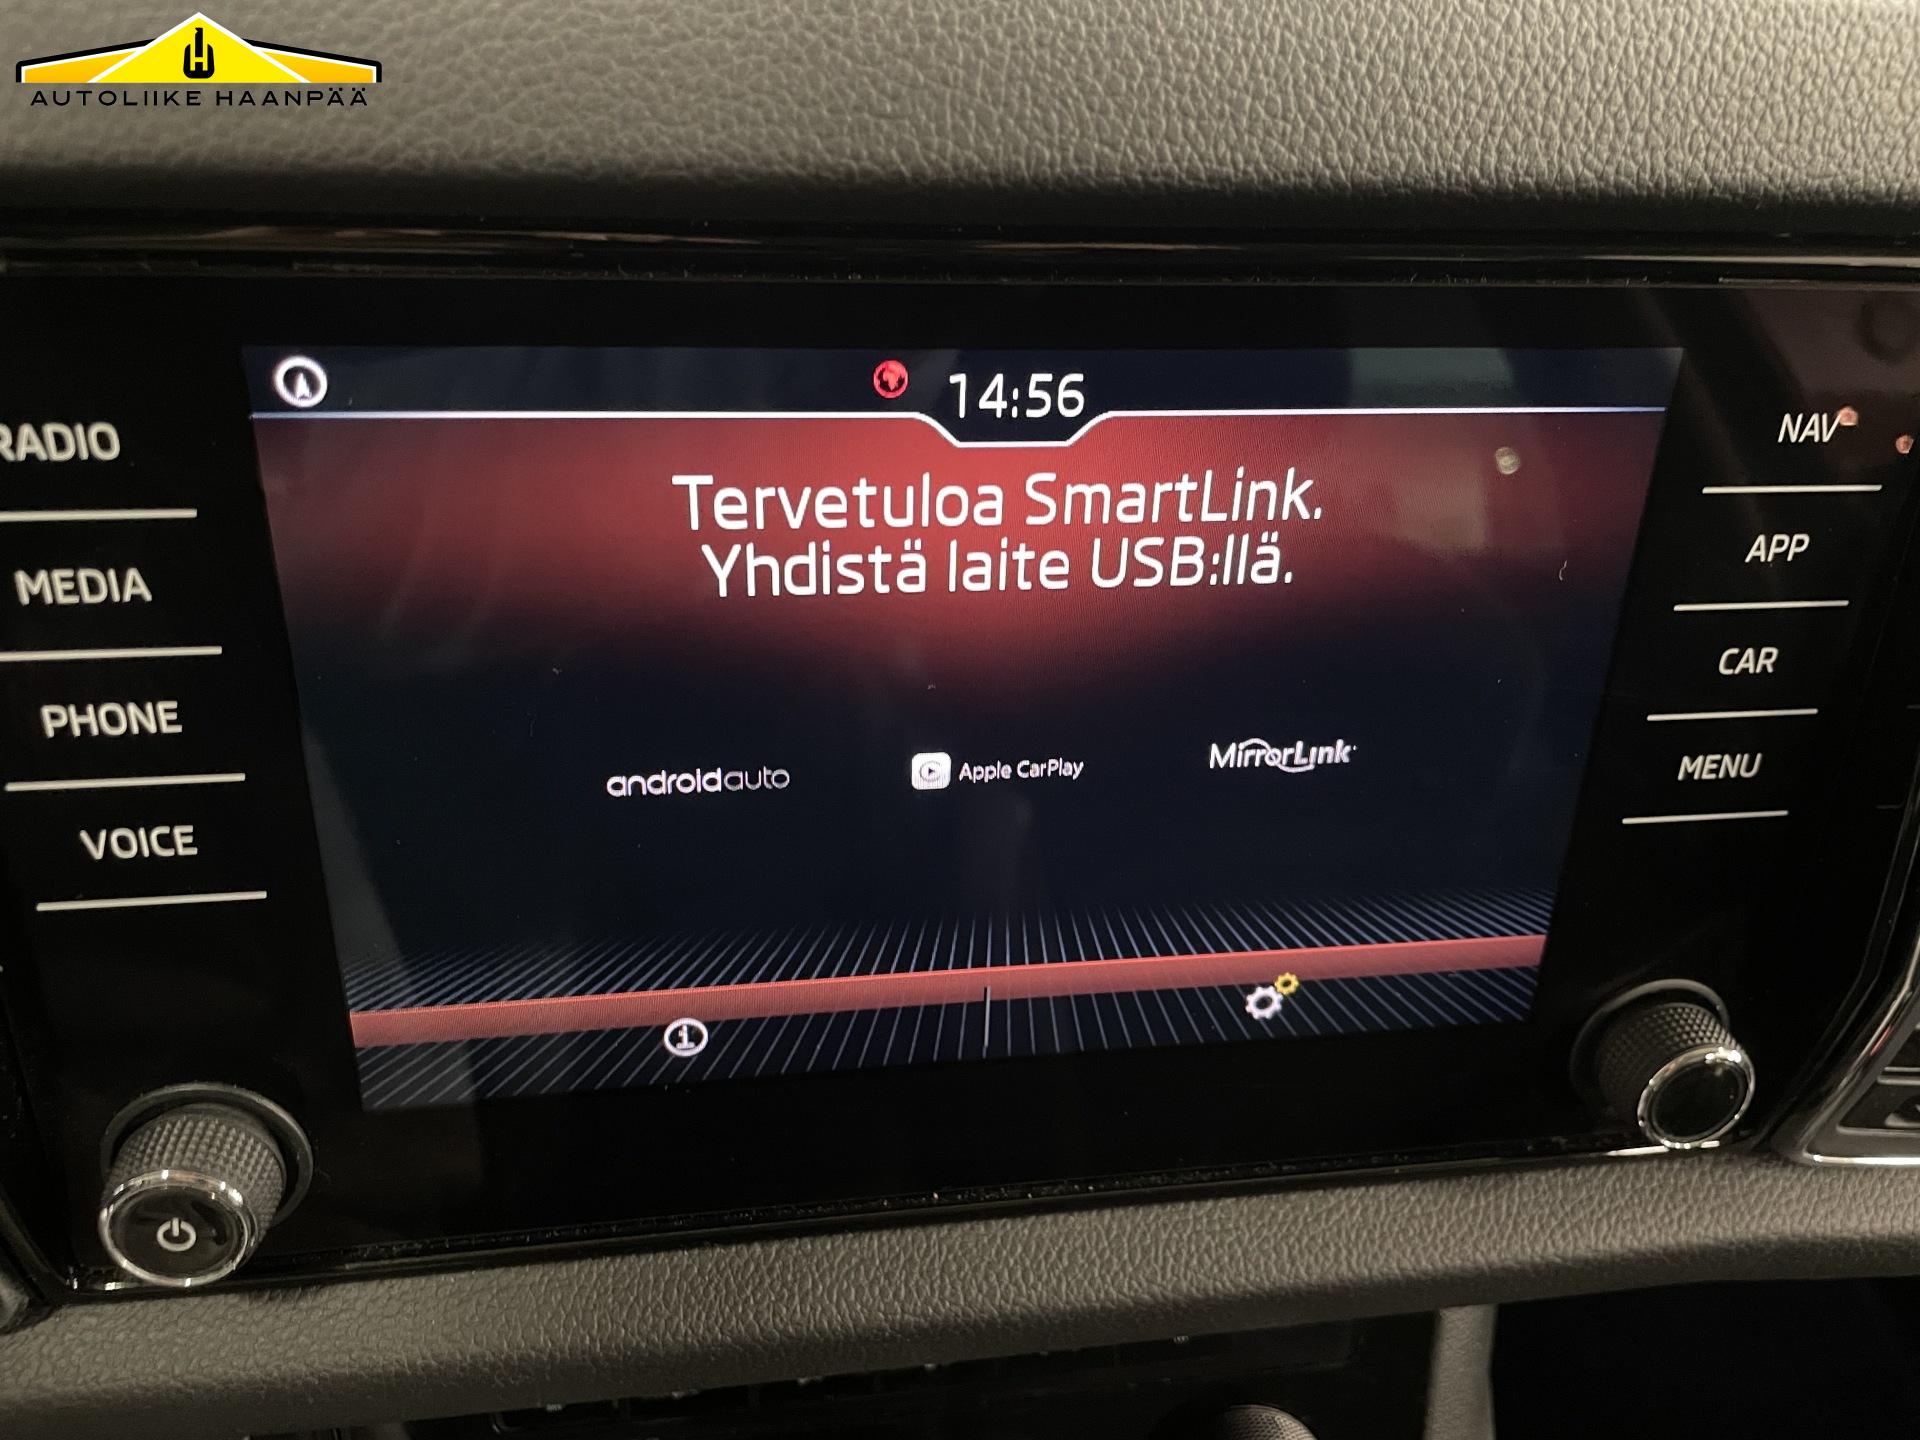 AUTOLIIKE HAANPÄÄ
14:56
Tervetuloa SmartLink.
Yhdistä laite USB:llä.
androidauto
Apple CarPlay
MirrorLink
RADIO
MEDIA
PHONE
VOICE
NAV
APP
CAR
MENU